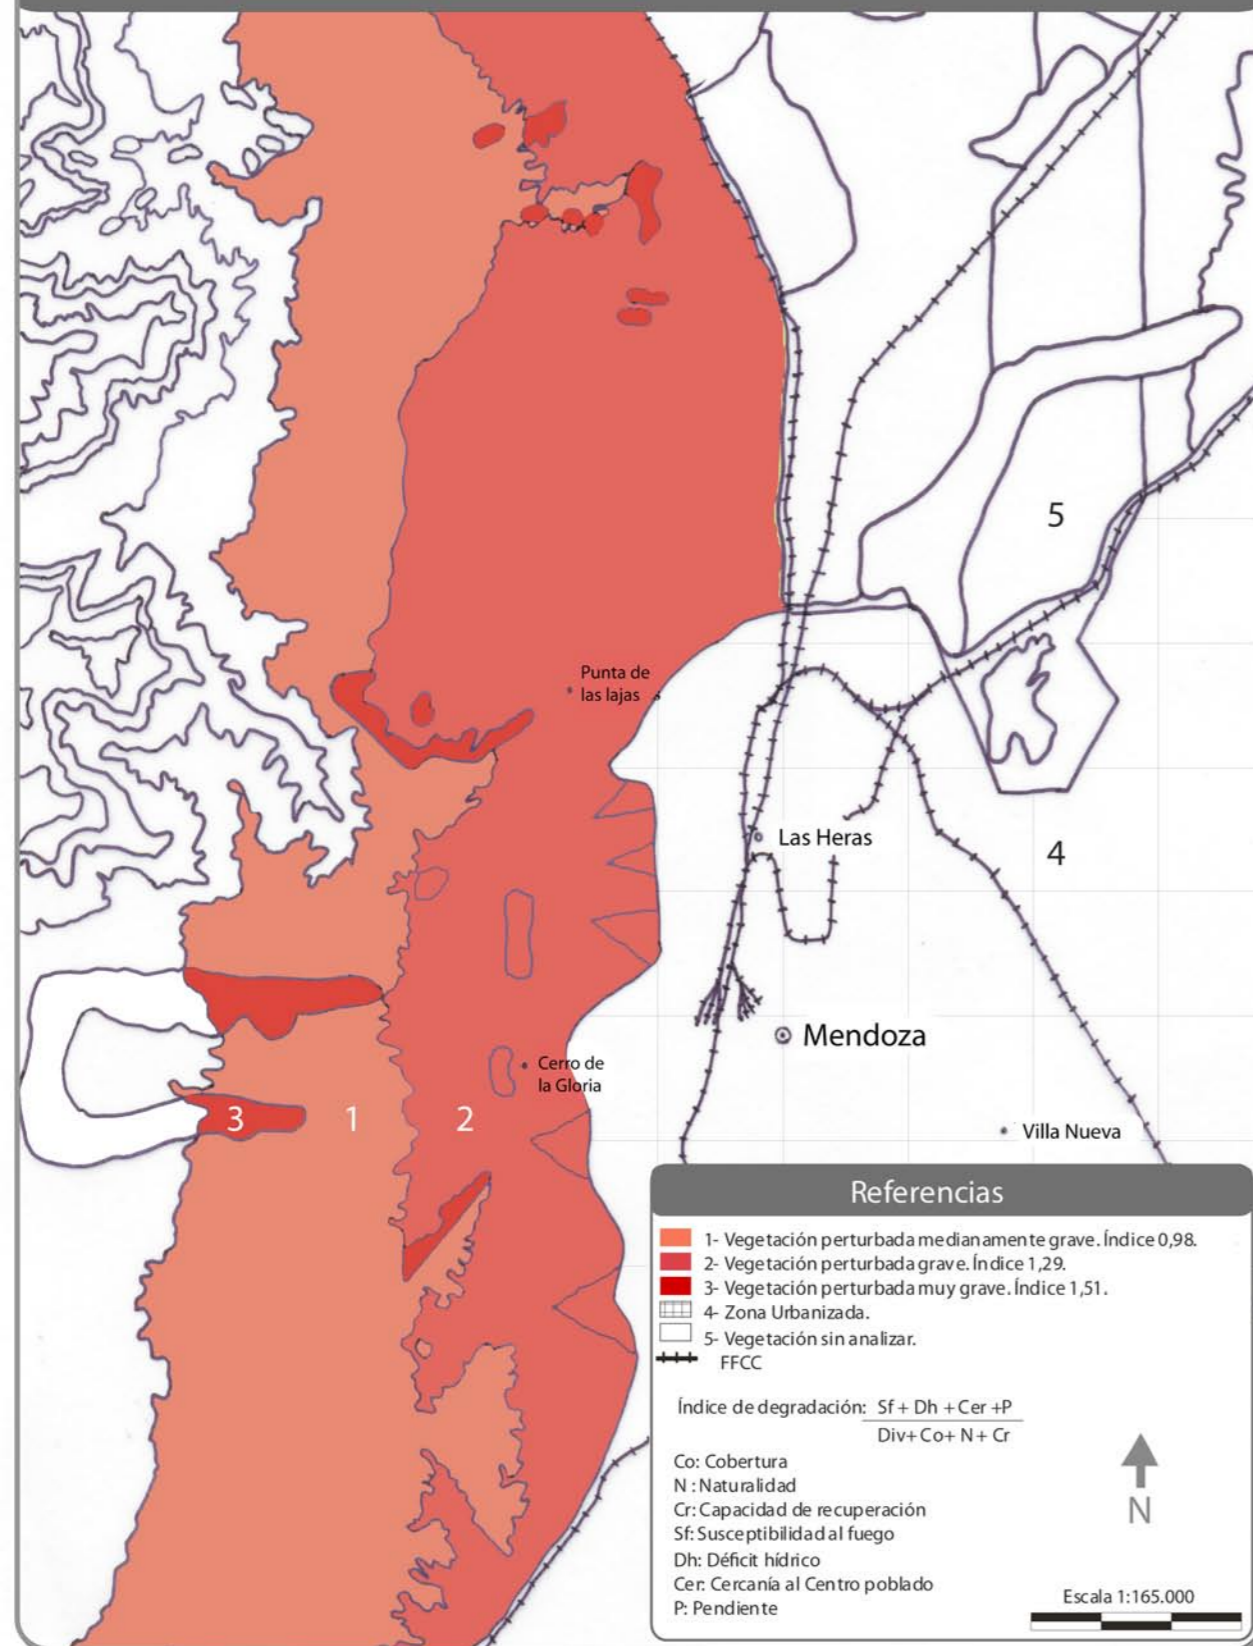 5
Punta de
las lajas
Las Heras
4
Mendoza
Cerro de
la Gloria
3
1
2
Villa Nueva
Referencias
1- Vegetación perturbada medianamente grave. Índice 0,98.
2- Vegetación perturbada grave. Índice 1,29.
3- Vegetación perturbada muy grave. Índice 1,51.
4- Zona Urbanizada.
5- Vegetación sin analizar.
FFCC
Índice de degradación: Sf + Dh + Cer +P
Div+ Co+ N + Cr
Co: Cobertura
N : Naturalidad
Cr: Capacidad de recuperación
Sf: Susceptibilidad al fuego
Dh: Déficit hídrico
Cer: Cercanía al Centro poblado
P: Pendiente
N
Escala 1:165.000